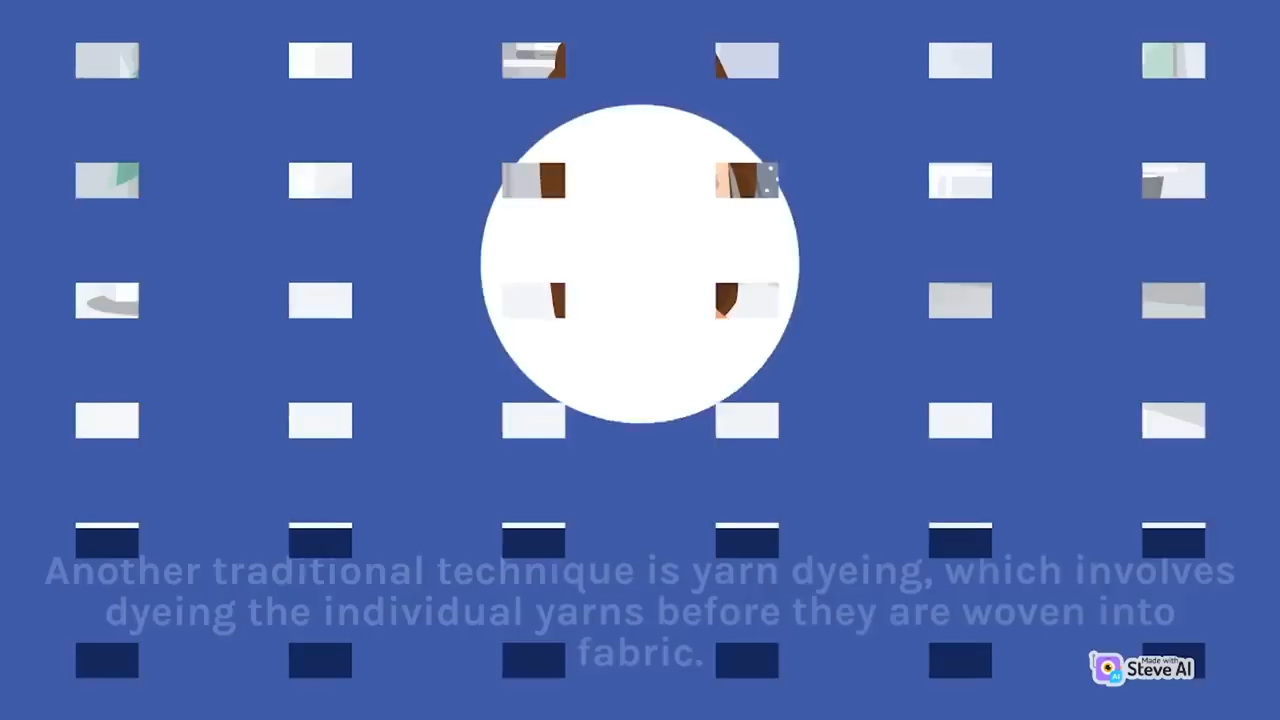 Another traditional technique is yarn dyeing, which involves
dyeing the individual yarns before they are woven into
fabric.
Made with
Steve AI
AI